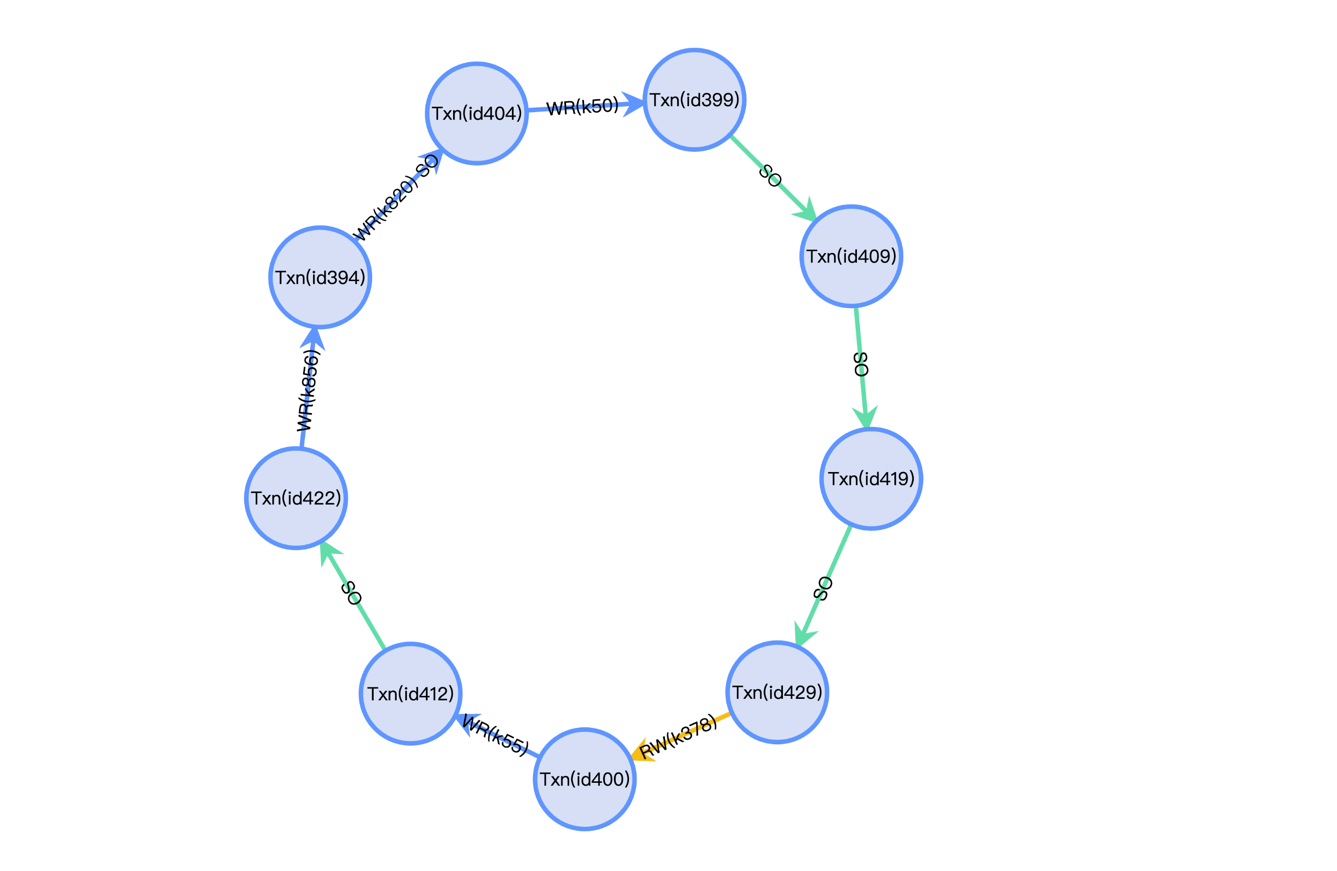 Txn(id399)
Txn(id404)
WR(k50)
WR(k820) SO
SO
Txn(id409)
Txn(id394)
SO
WR(k856)
Txn(id419)
Txn(id422)
SO
SO
Txn(id429)
Txn(id412)
WR(k55)
RW(k378)
Txn(id400)